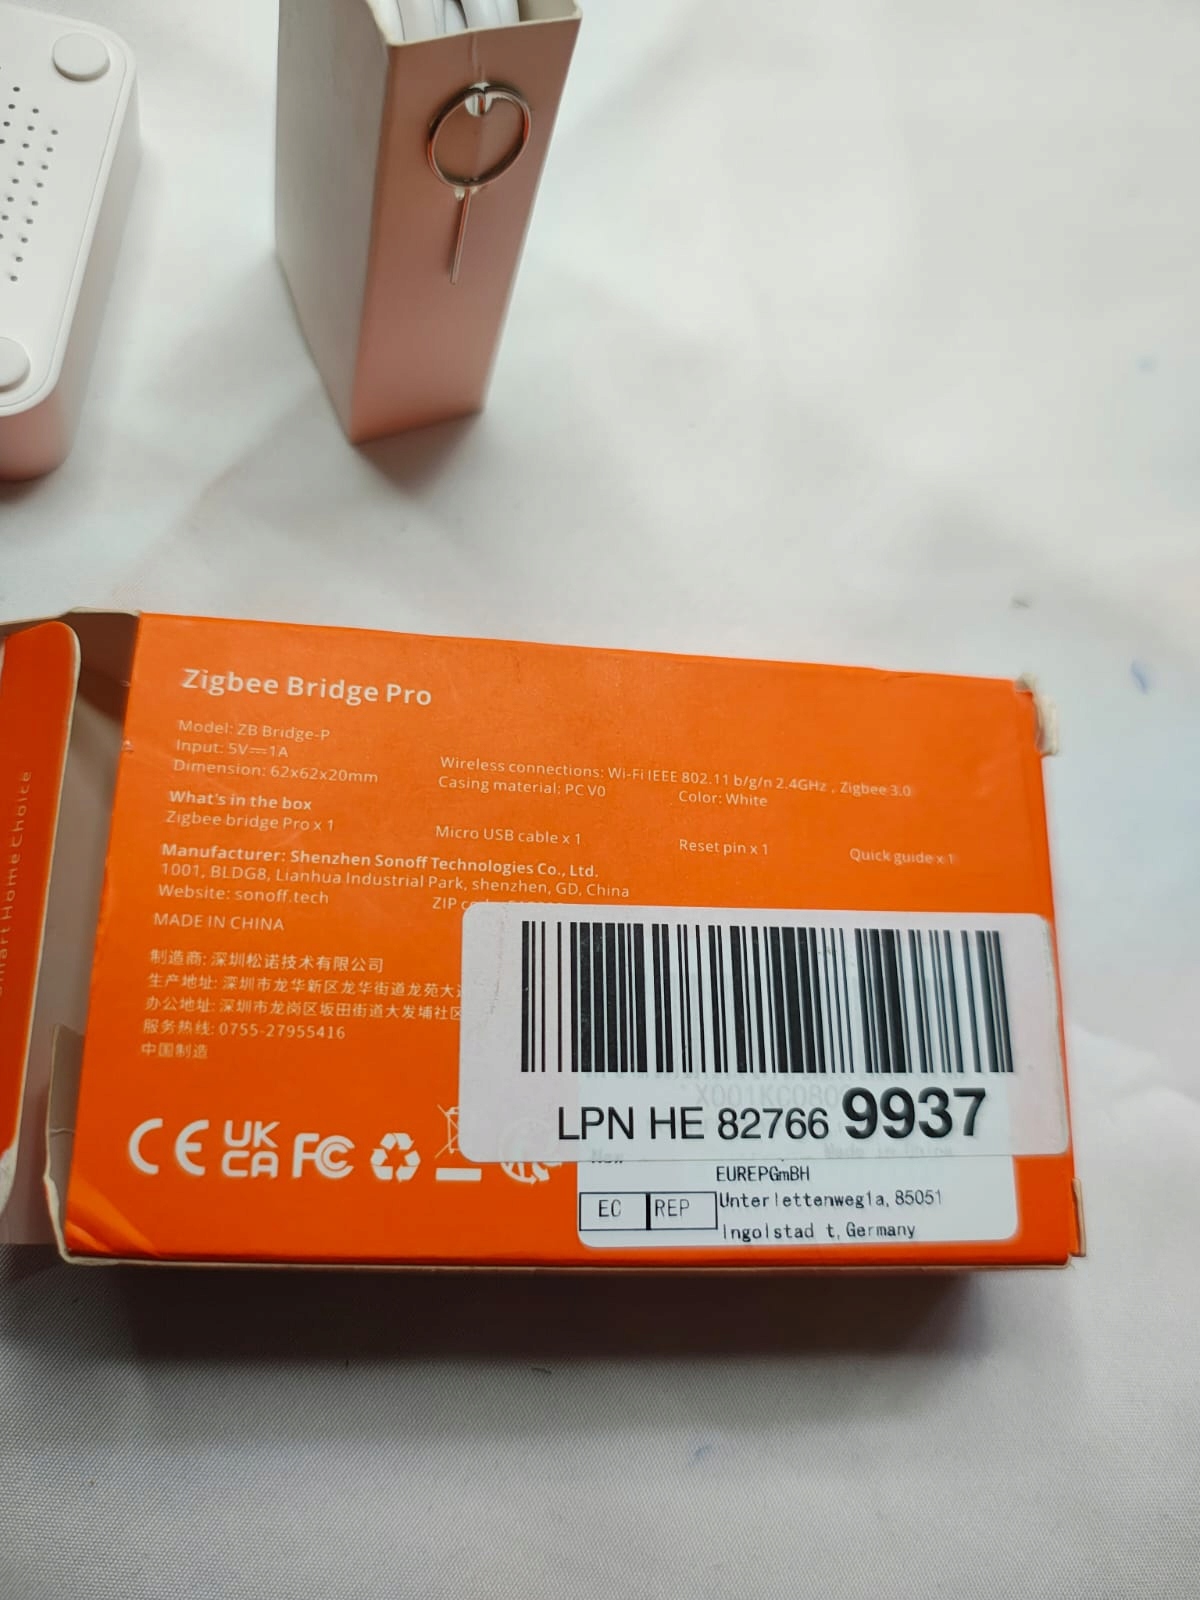 Smart Home Choice
Zigbee Bridge Pro
Model: ZB Bridge-P
Input: 5V⎓1A
Dimension: 62x62x20mm
Wireless connections: Wi-Fi IEEE 802.11 b/g/n 2.4GHz , Zigbee 3.0
Casing material: PC V0 Color: White
What's in the box
Zigbee bridge Pro x 1 Micro USB cable x 1 Reset pin x 1 Quick guide x 1
Manufacturer: Shenzhen Sonoff Technologies Co., Ltd.
1001, BLDG8, Lianhua Industrial Park, shenzhen, GD, China
Website: sonoff.tech ZIP
MADE IN CHINA
制造商: 深圳松诺技术有限公司
生产地址: 深圳市龙华新区龙华街道龙苑大
办公地址: 深圳市龙岗区坂田街道大发埔社区
服务热线: 0755-27955416
中国制造
CE UK CA FC
LPN HE 82766 9937
New Made in China
EUREPGmBH
EC REP Unterlettenweg1a, 85051
Ingolstad t, Germany